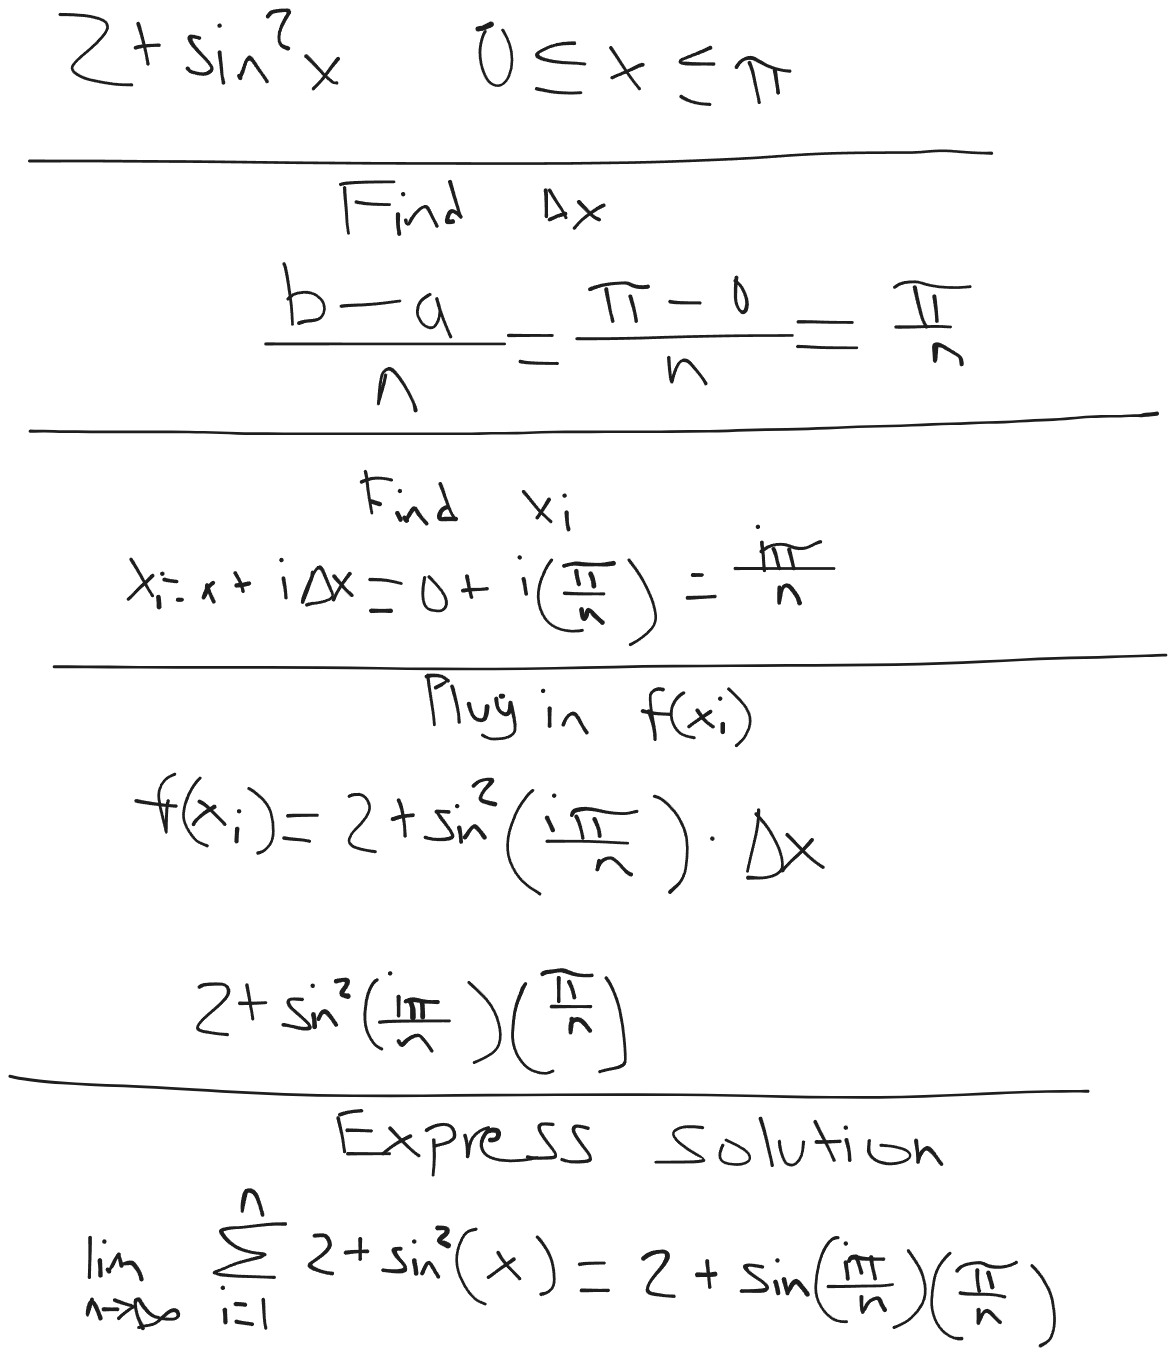 2 + sin²x 0 ≤ x ≤ π
Find Δx
(b - a)/n = (π - 0)/n = π/n
Find xᵢ
xᵢ = a + iΔx = 0 + i(π/n) = iπ/n
Plug in f(xᵢ)
f(xᵢ) = 2 + sin²(iπ/n) · Δx
2 + sin²(iπ/n)(π/n)
Express solution
lim n→∞ Σ i=1 n 2 + sin²(x) = 2 + sin(iπ/n)(π/n)